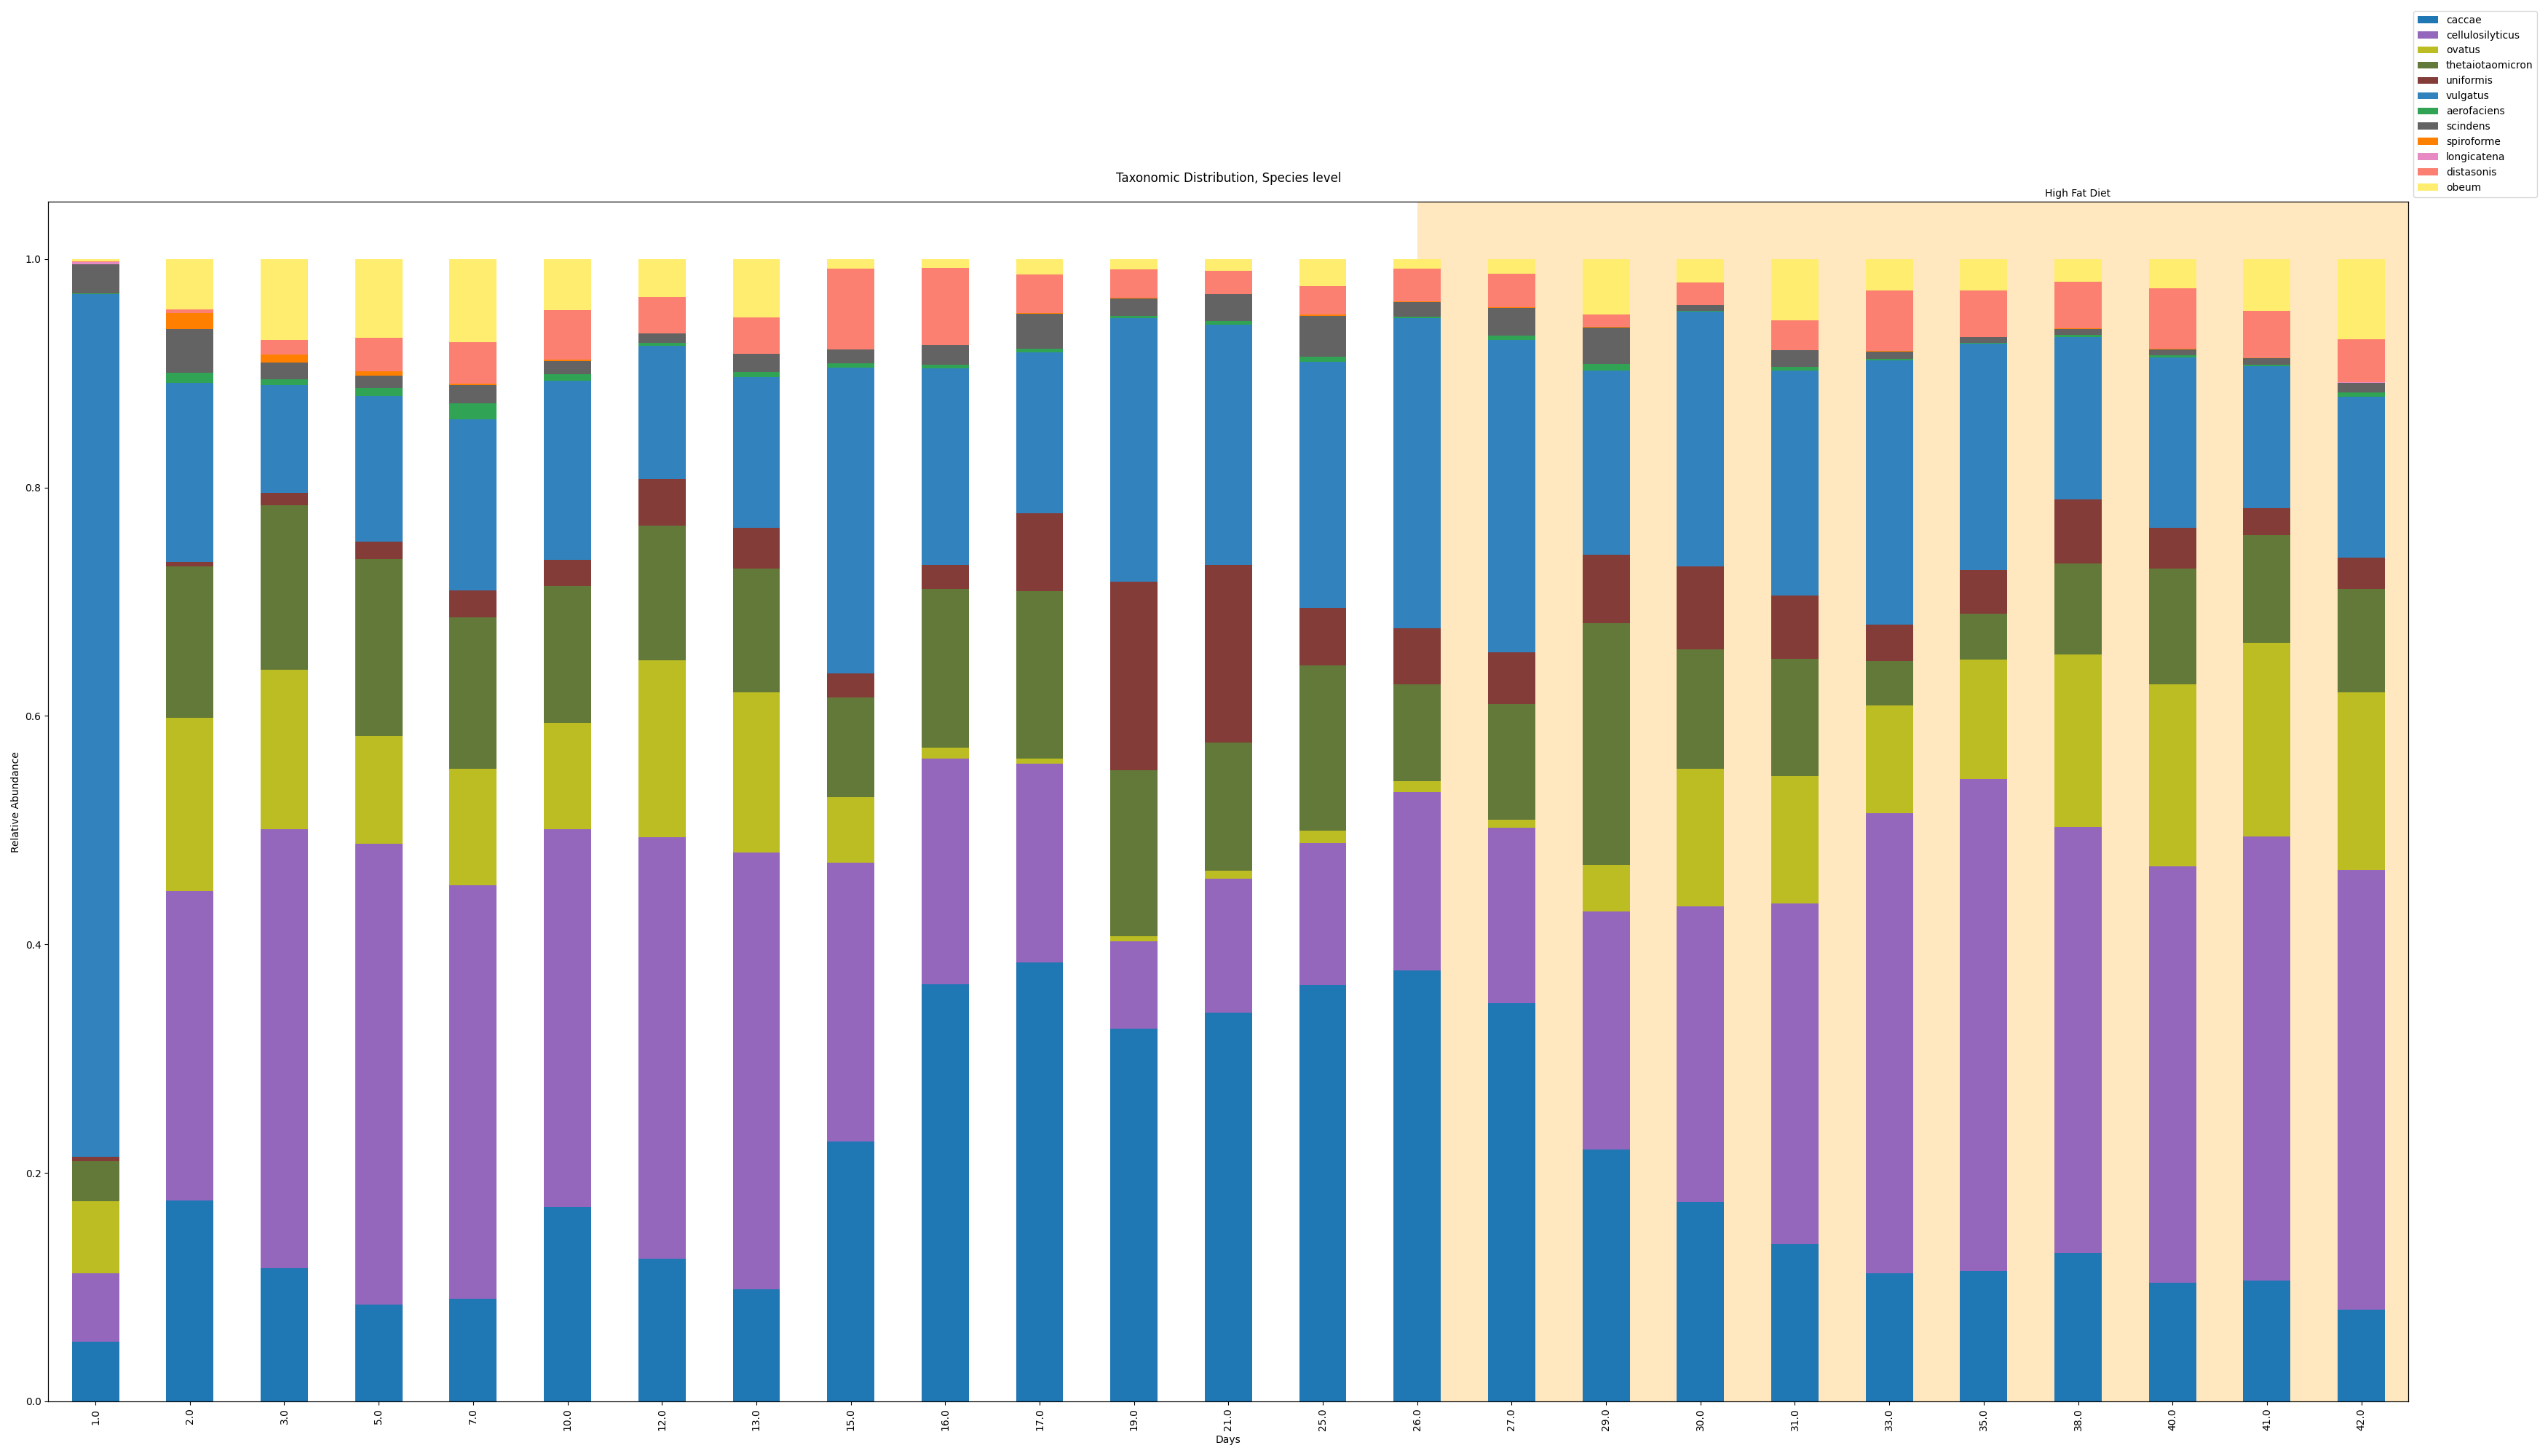 caccae
cellulosilyticus
ovatus
thetaiotaomicron
uniformis
vulgatus
aerofaciens
scindens
spiroforme
longicatena
distasonis
obeum
Taxonomic Distribution, Species level
High Fat Diet
1.0
0.8
0.6
0.4
0.2
0.0
Relative Abundance
1.0 2.0 3.0 5.0 7.0 10.0 12.0 13.0 15.0 16.0 17.0 19.0 21.0 25.0 26.0 27.0 29.0 30.0 31.0 33.0 35.0 38.0 40.0 41.0 42.0
Days